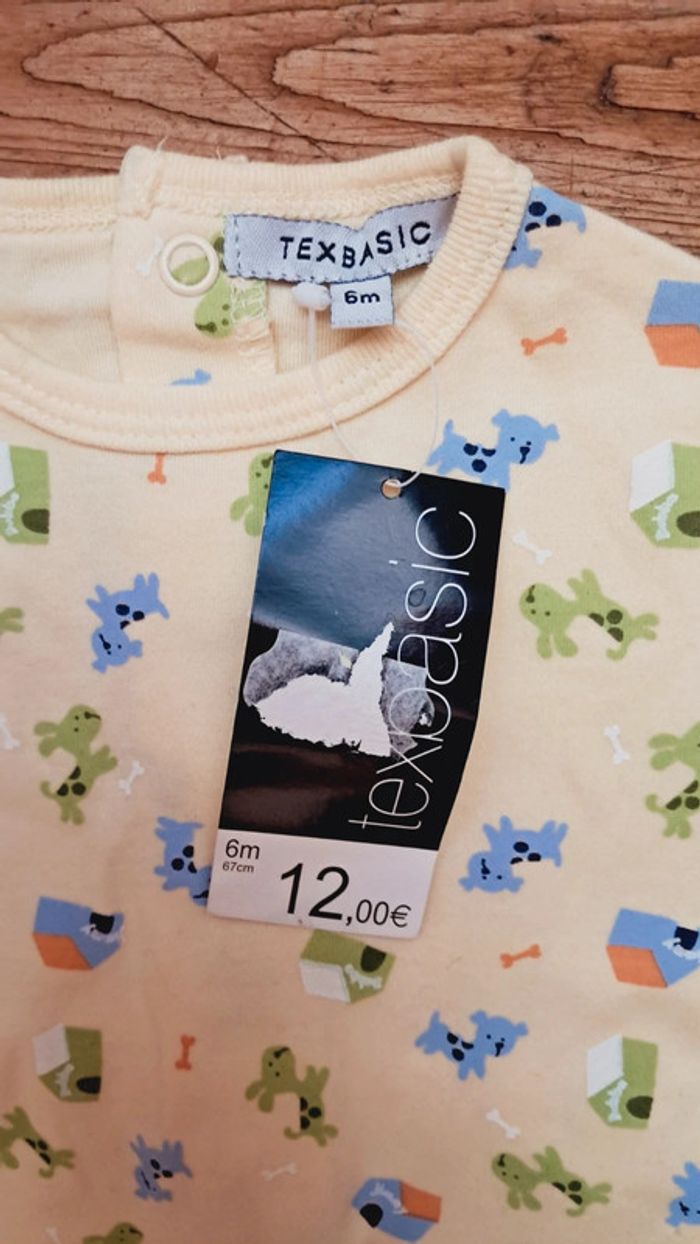 TEXBASIC
6m
texbasic
6m
67cm
12,00€